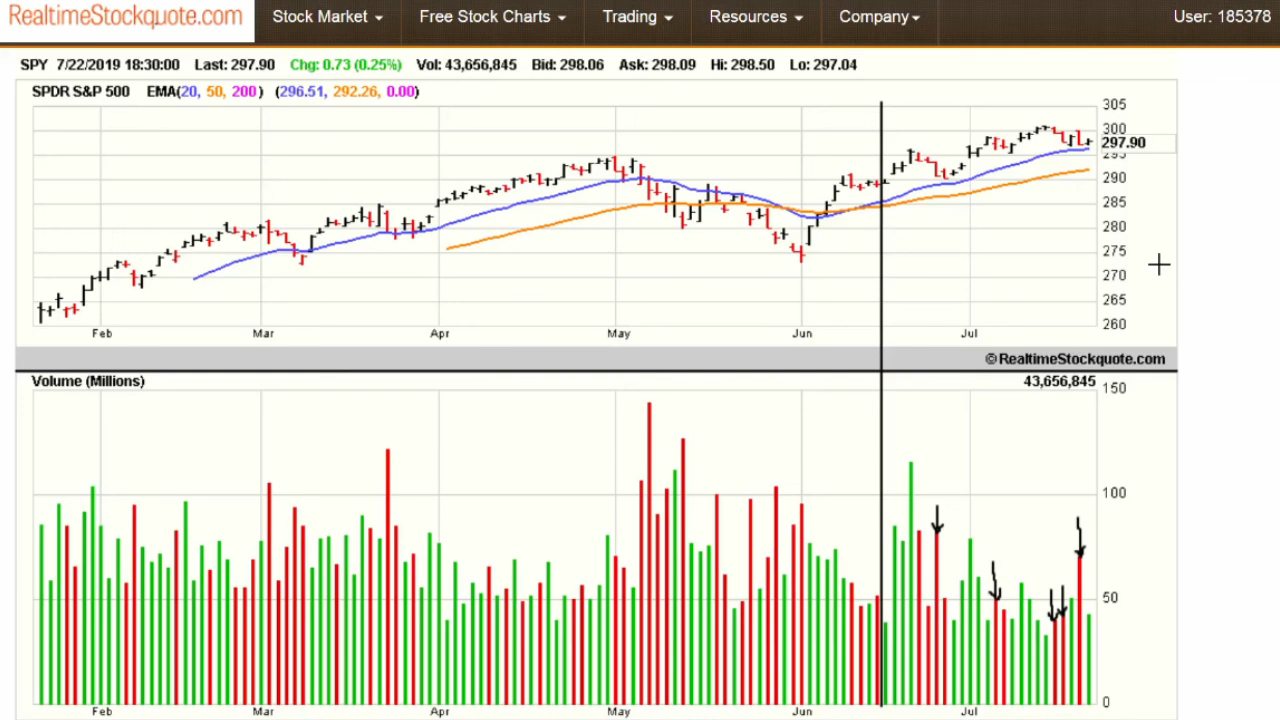 RealtimeStockquote.com Stock Market Free Stock Charts Trading Resources Company User: 185378
SPY 7/22/2019 18:30:00 Last: 297.90 Chg: 0.73 (0.25%) Vol: 43,656,845 Bid: 298.06 Ask: 298.09 Hi: 298.50 Lo: 297.04
SPDR S&P 500 EMA(20, 50, 200) (296.51, 292.26, 0.00)
305
300
297.90
295
290
285
280
275
270
265
260
Feb Mar Apr May Jun Jul
©RealtimeStockquote.com
Volume (Millions) 43,656,845
150
100
50
0
Feb Mar Apr May Jun Jul